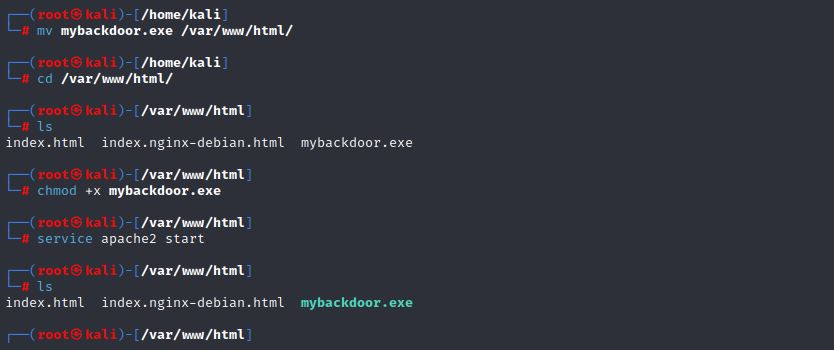 ┌──(root㉿kali)-[/home/kali]
└─# mv mybackdoor.exe /var/www/html/
┌──(root㉿kali)-[/home/kali]
└─# cd /var/www/html/
┌──(root㉿kali)-[/var/www/html]
└─# ls
index.html  index.nginx-debian.html  mybackdoor.exe
┌──(root㉿kali)-[/var/www/html]
└─# chmod +x mybackdoor.exe
┌──(root㉿kali)-[/var/www/html]
└─# service apache2 start
┌──(root㉿kali)-[/var/www/html]
└─# ls
index.html  index.nginx-debian.html  mybackdoor.exe
┌──(root㉿kali)-[/var/www/html]